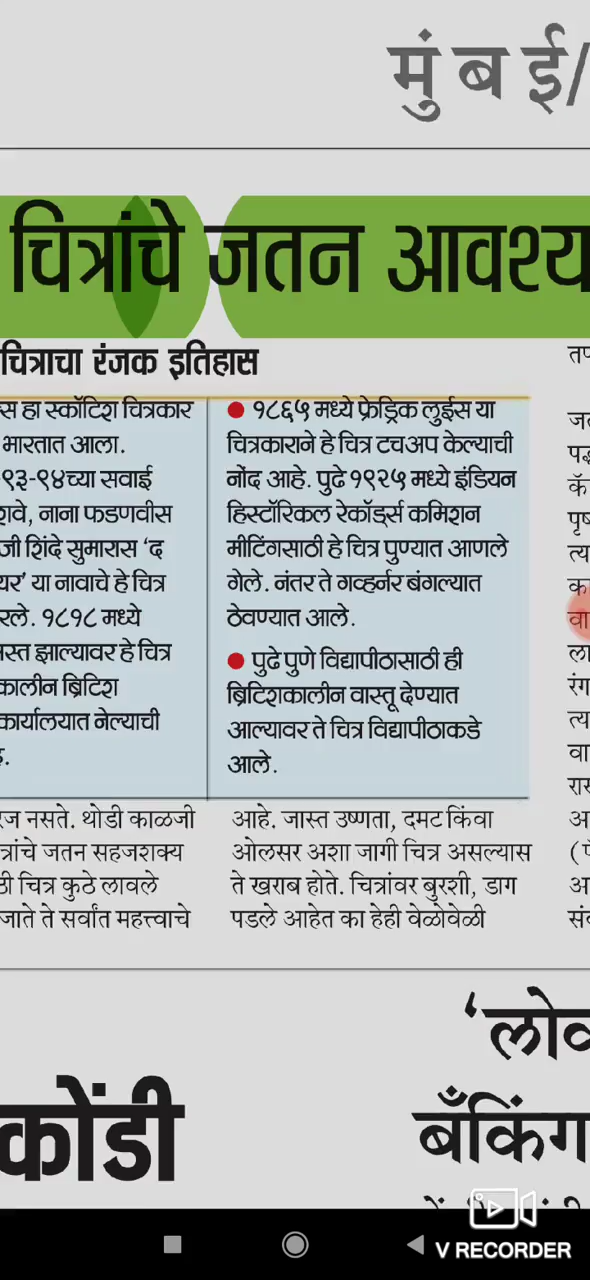 मुंबई/
चित्रांचे जतन आवश्य
चित्राचा रंजक इतिहास
स हा स्कॉटिश चित्रकार
भारतात आला.
९३-९४च्या सवाई
शवे, नाना फडणवीस
जी शिंदे सुमारास ‘द
यर’ या नावाचे हे चित्र
रले. १८१८ मध्ये
स्त झाल्यावर हे चित्र
कालीन ब्रिटिश
कार्यालयात नेल्याची
● १८६५ मध्ये फ्रेड्रिक लुईस या
चित्रकाराने हे चित्र टचअप केल्याची
नोंद आहे. पुढे १९२५ मध्ये इंडियन
हिस्टॉरिकल रेकॉर्ड्स कमिशन
मीटिंगसाठी हे चित्र पुण्यात आणले
गेले. नंतर ते गव्हर्नर बंगल्यात
ठेवण्यात आले.
● पुढे पुणे विद्यापीठासाठी ही
ब्रिटिशकालीन वास्तू देण्यात
आल्यावर ते चित्र विद्यापीठाकडे
आले.
रज नसते. थोडी काळजी
त्रांचे जतन सहजशक्य
ठी चित्र कुठे लावले
जाते ते सर्वांत महत्त्वाचे
आहे. जास्त उष्णता, दमट किंवा
ओलसर अशा जागी चित्र असल्यास
ते खराब होते. चित्रांवर बुरशी, डाग
पडले आहेत का हेही वेळोवेळी
तप
जत
पद्ध
कॅ
पृष
त्य
क
वा
ला
रंग
त्य
वा
रास
अ
(पे
अ
संव
कोंडी
‘लोव
बँकिंग
V RECORDER